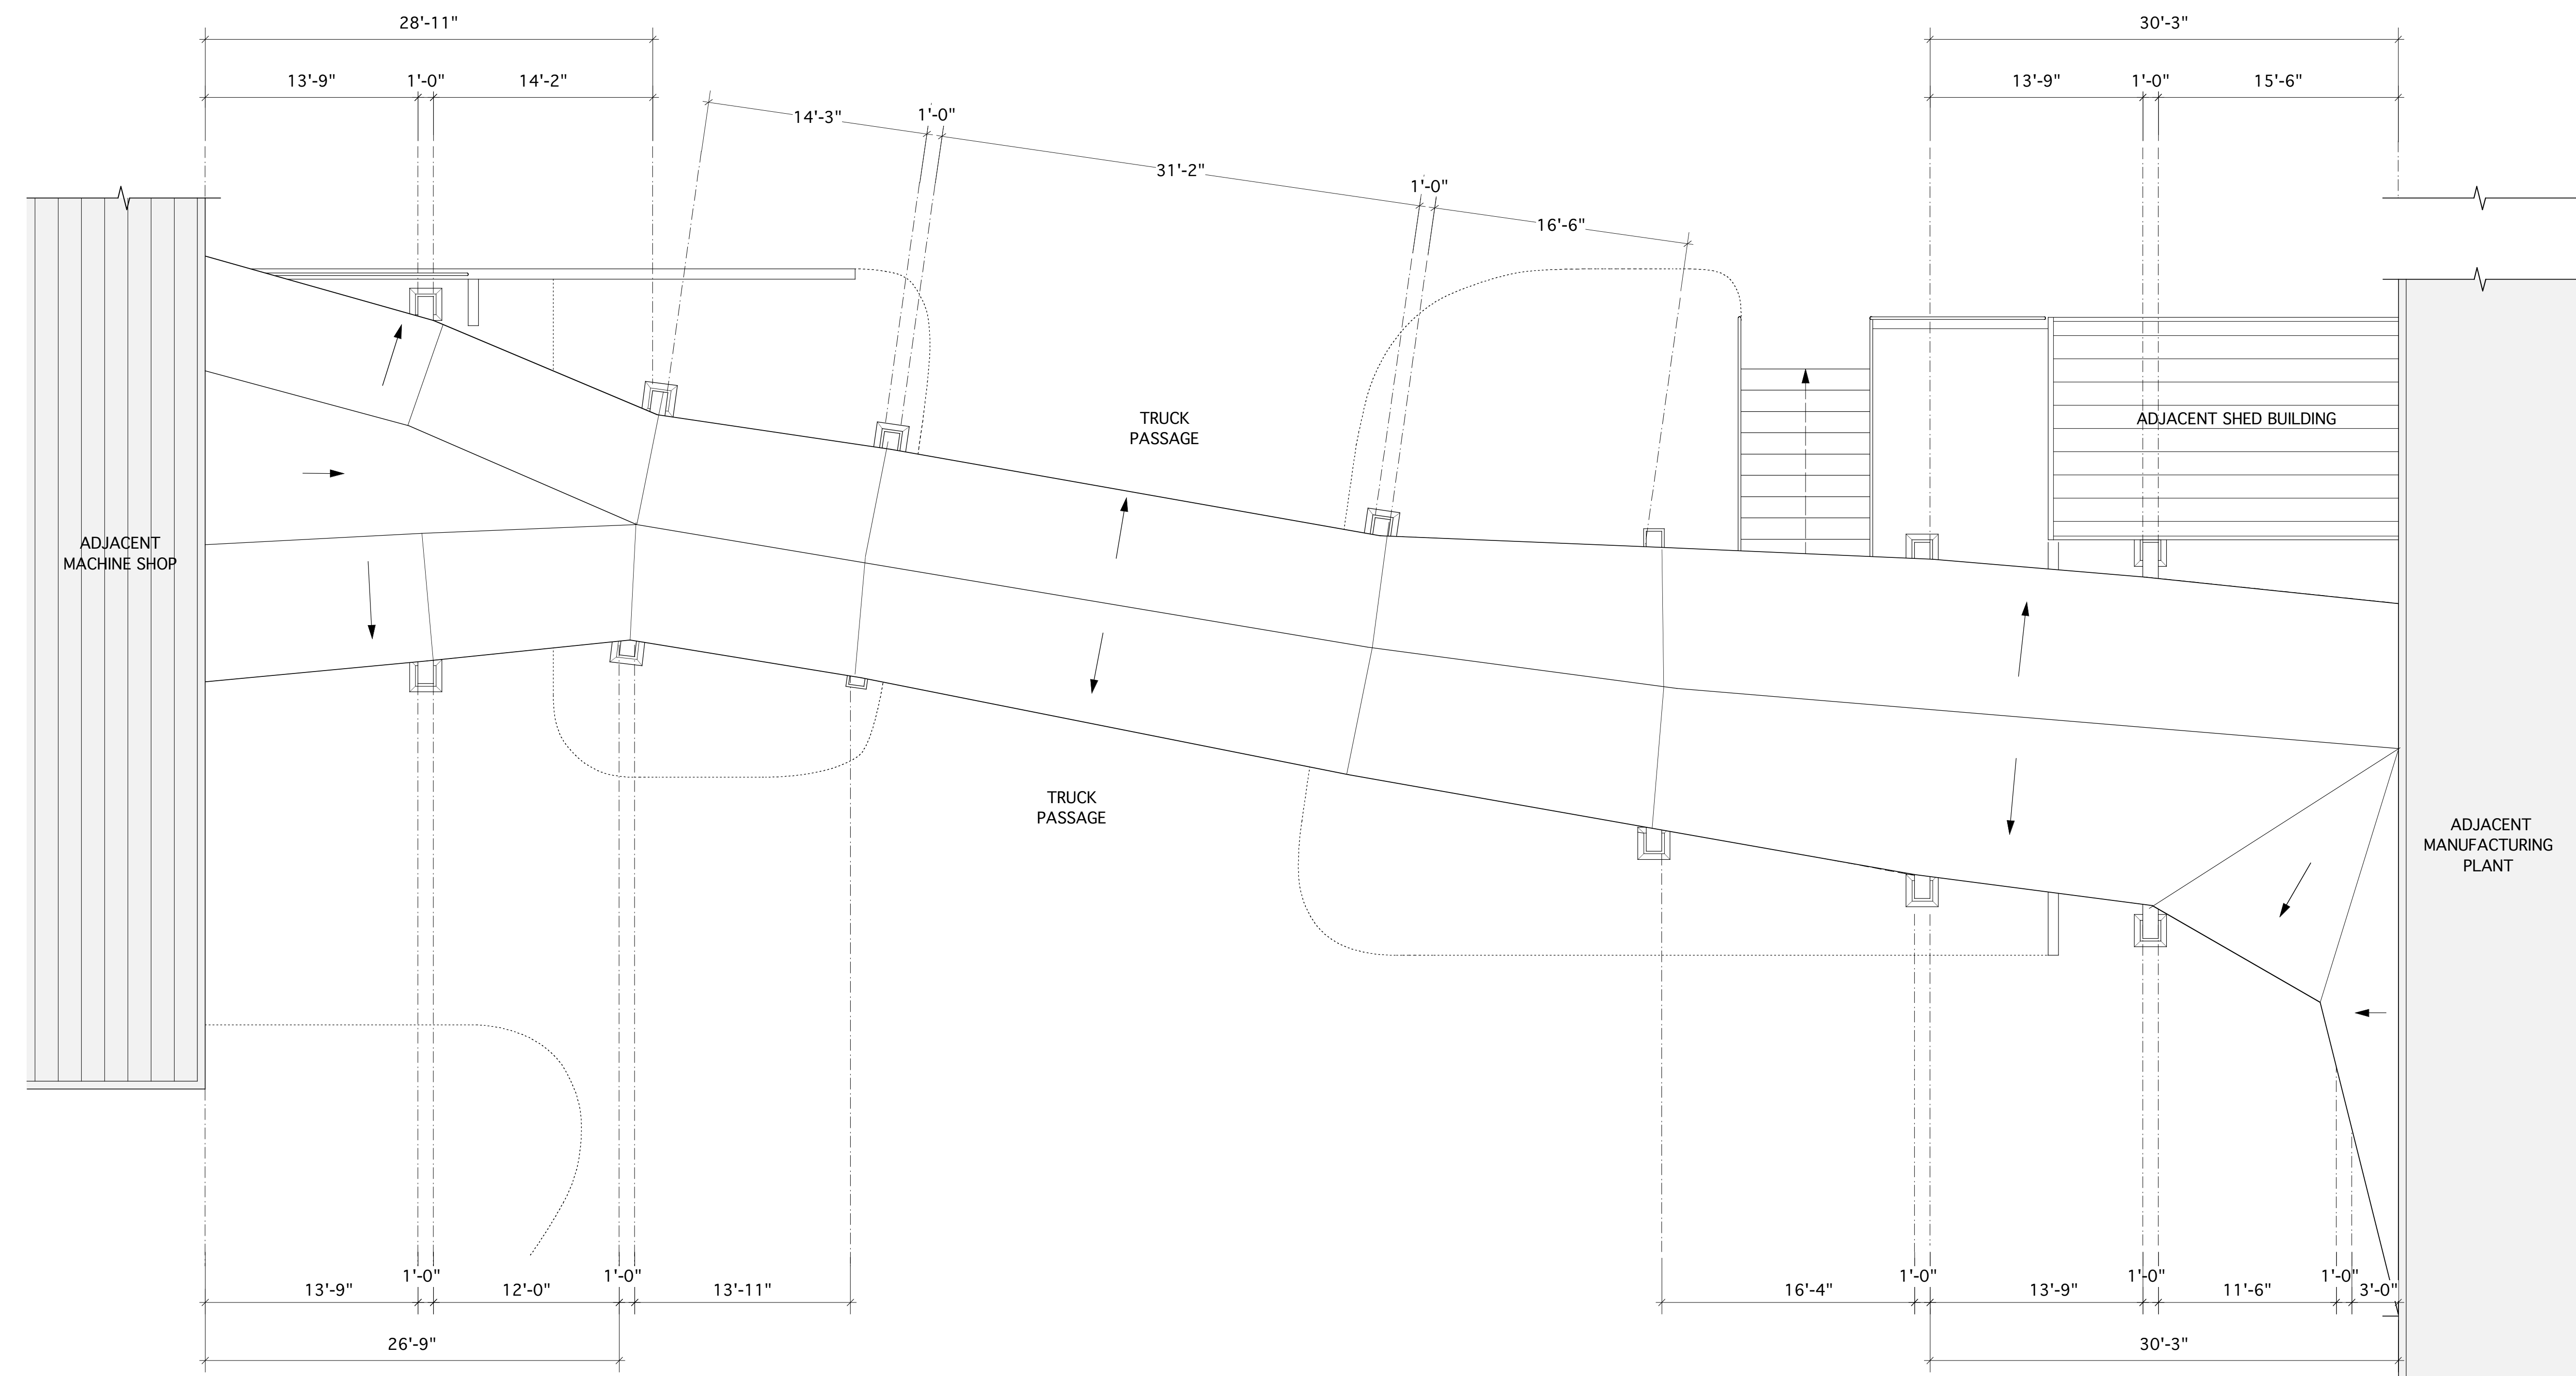 28'-11"
30'-3"
13'-9"
1'-0"
14'-2"
13'-9"
1'-0"
15'-6"
14'-3"
1'-0"
31'-2"
1'-0"
16'-6"
TRUCK
PASSAGE
ADJACENT SHED BUILDING
ADJACENT
MACHINE SHOP
TRUCK
PASSAGE
ADJACENT
MANUFACTURING
PLANT
13'-9"
1'-0"
12'-0"
1'-0"
13'-11"
16'-4"
1'-0"
13'-9"
1'-0"
11'-6"
1'-0"
3'-0"
26'-9"
30'-3"